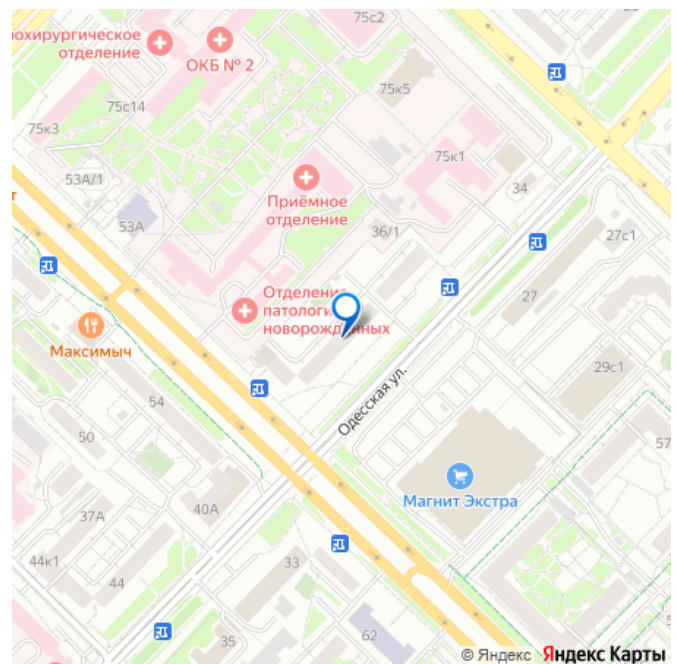 75с2
рохирургическое
отделение
ОКБ № 2
75к5
75с14
75к3
75к1
53А/1
Приёмное
отделение
34
53А
36/1
27с1
Отделение
патологи
новорожденных
27
Максимыч
Одесская ул.
29с1
54
50
57
Магнит Экстра
37А
40А
44к1
44
33
35
62
© Яндекс Яндекс Карты